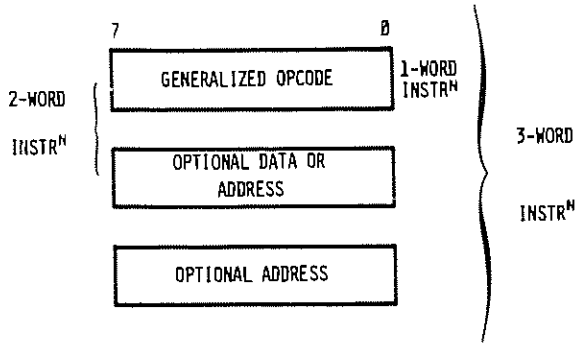 7 0
GENERALIZED OPCODE
1-WORD
INSTRᴺ
2-WORD
INSTRᴺ
OPTIONAL DATA OR
ADDRESS
3-WORD
INSTRᴺ
OPTIONAL ADDRESS